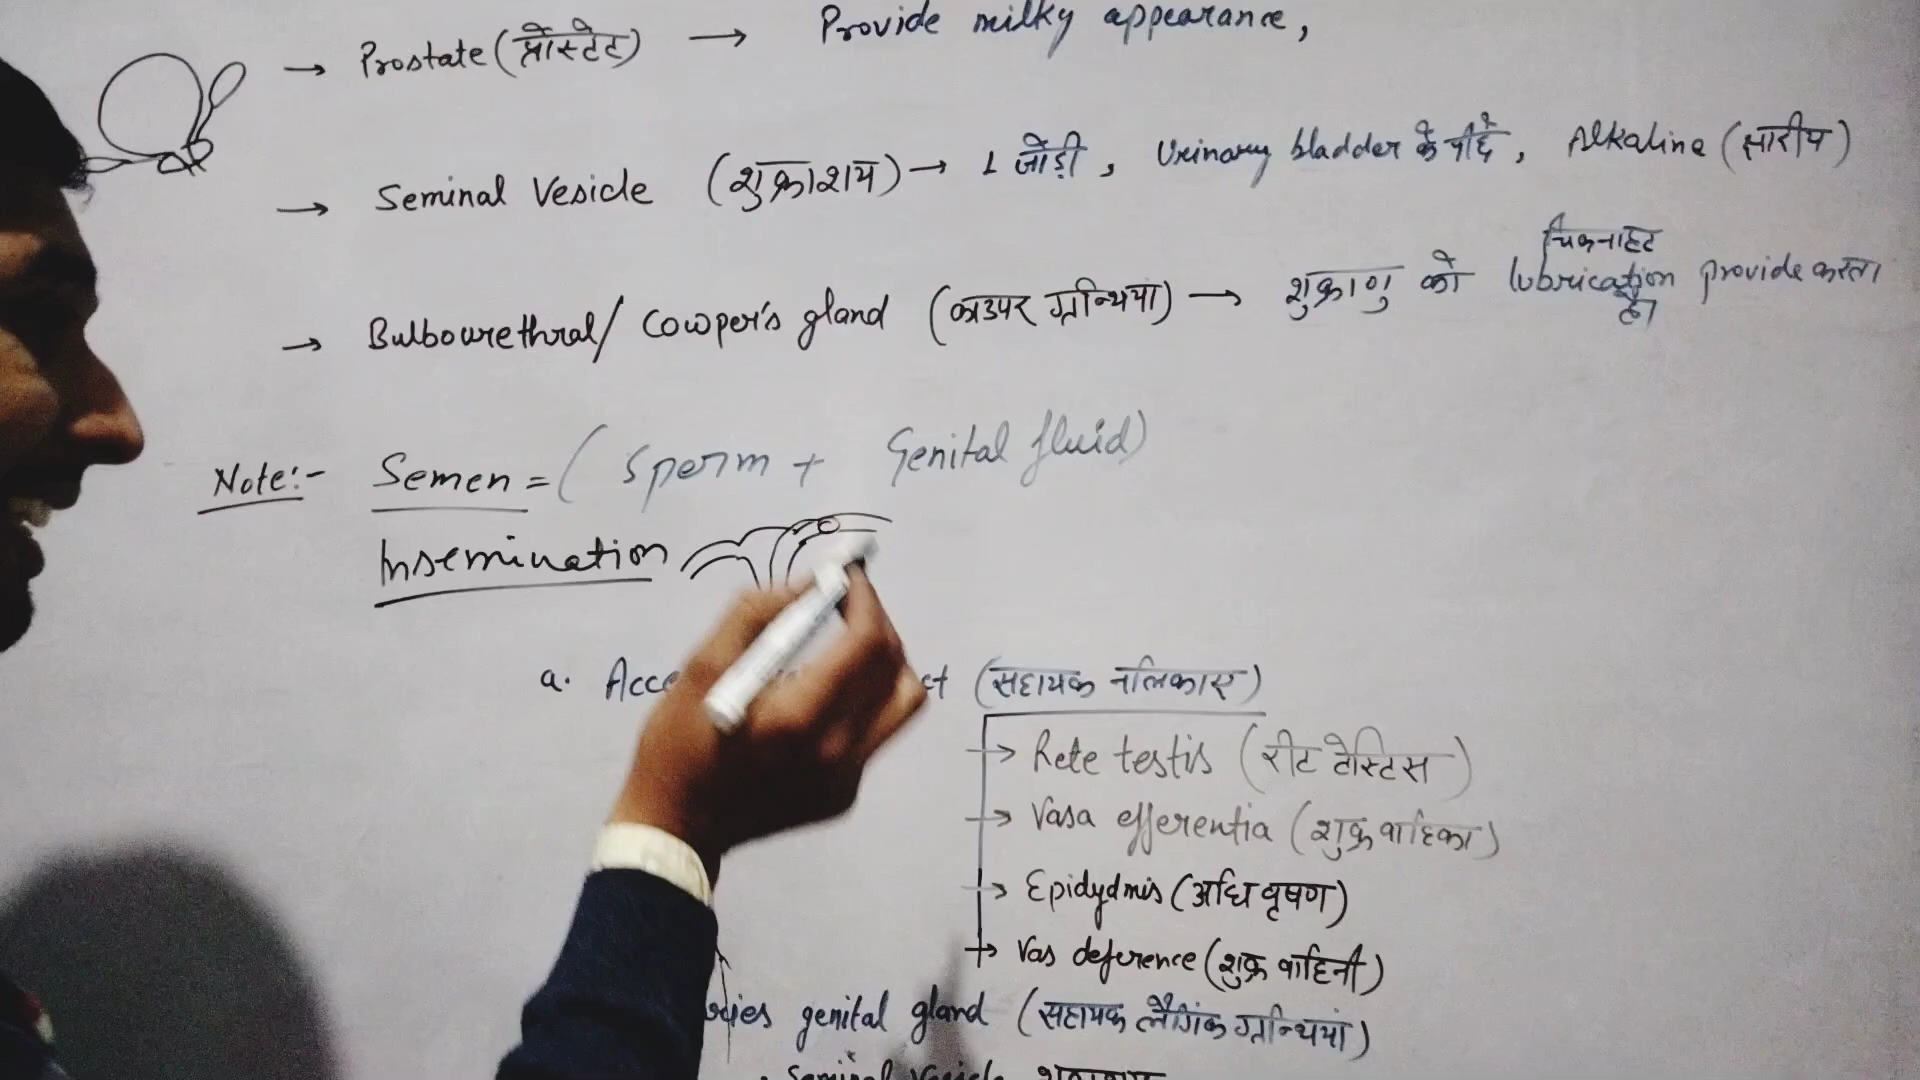 → Prostate (प्रोस्टेट) → Provide milky appearance,
→ Seminal Vesicle (शुक्राशय) → 1 जोड़ी, Urinary bladder के पीछे, Alkaline (क्षारीय)
चिकनाहट
→ Bulbourethral/ Cowper's gland (काउपर ग्रन्थियां) → शुक्राणु को lubrication provide करता है।
Note:- Semen = (Sperm + Genital fluid)
Insemination
a. (सहायक नलिकाएं)
→ Rete testis (रीट टेस्टिस)
→ Vasa efferentia (शुक्र वाहिका)
→ Epidydmis (अधिवृषण)
→ Vas deference (शुक्र वाहिनी)
genital gland (सहायक लैंगिक ग्रन्थियां)
Seminal Vesicle